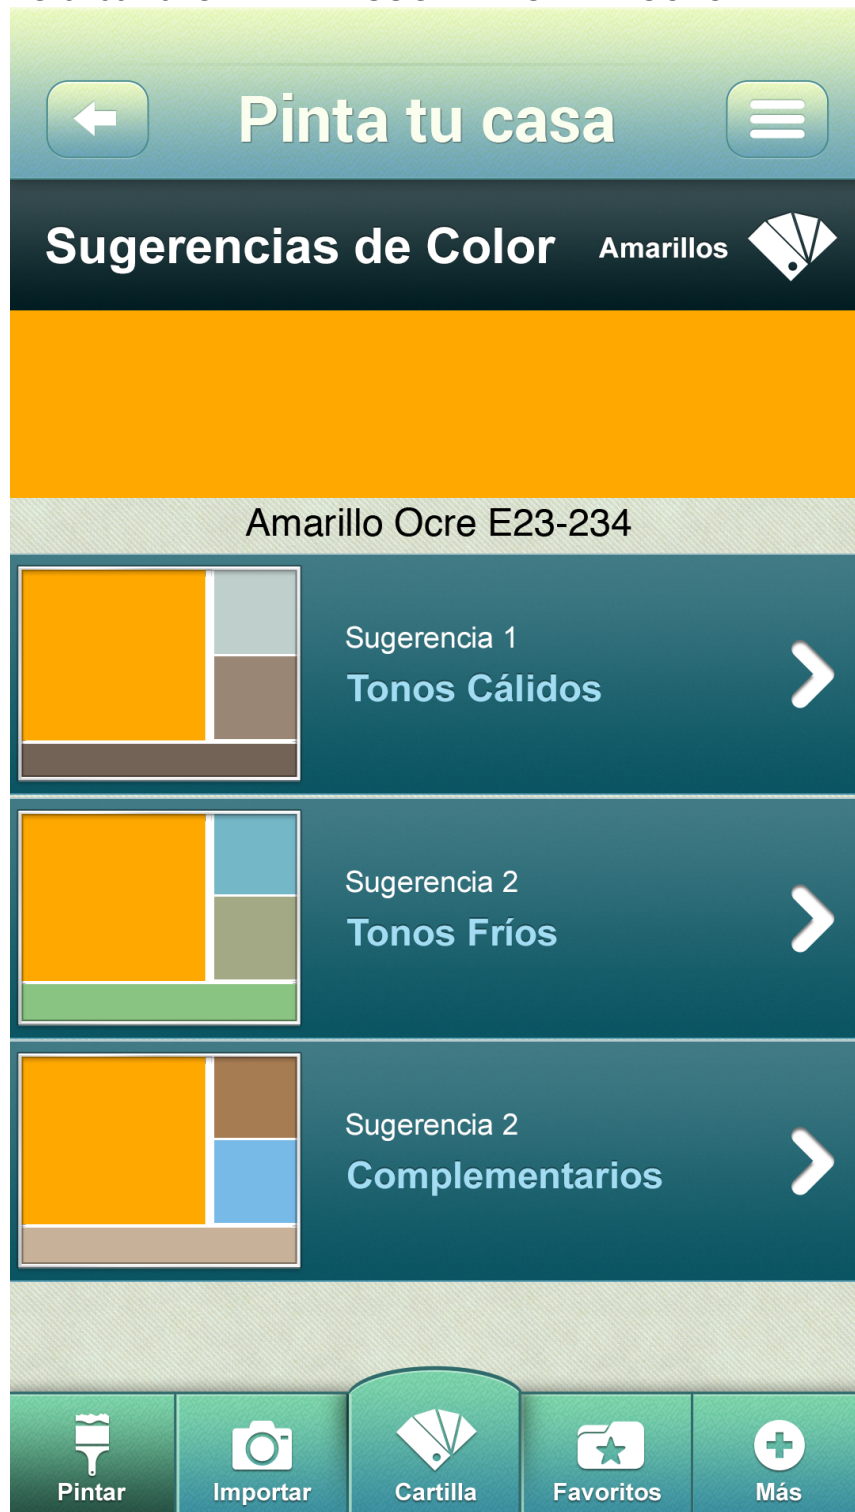 Pinta tu casa
Sugerencias de Color Amarillos
Amarillo Ocre E23-234
Sugerencia 1
Tonos Cálidos
Sugerencia 2
Tonos Fríos
Sugerencia 2
Complementarios
Pintar Importar Cartilla Favoritos Más